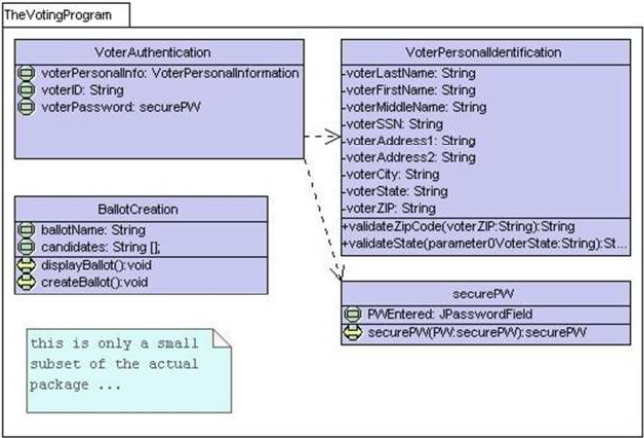 TheVotingProgram
VoterAuthentication
voterPersonalInfo: VoterPersonalInformation
voterID: String
voterPassword: securePW
VoterPersonalIdentification
-voterLastName: String
-voterFirstName: String
-voterMiddleName: String
-voterSSN: String
-voterAddress1: String
-voterAddress2: String
-voterCity: String
-voterState: String
-voterZIP: String
+validateZipCode(voterZIP:String):String
+validateState(parameter0VoterState:String):St...
BallotCreation
ballotName: String
candidates: String [];
displayBallot():void
createBallot():void
securePW
PWEntered: JPasswordField
securePW(PW:securePW):securePW
this is only a small
subset of the actual
package ...